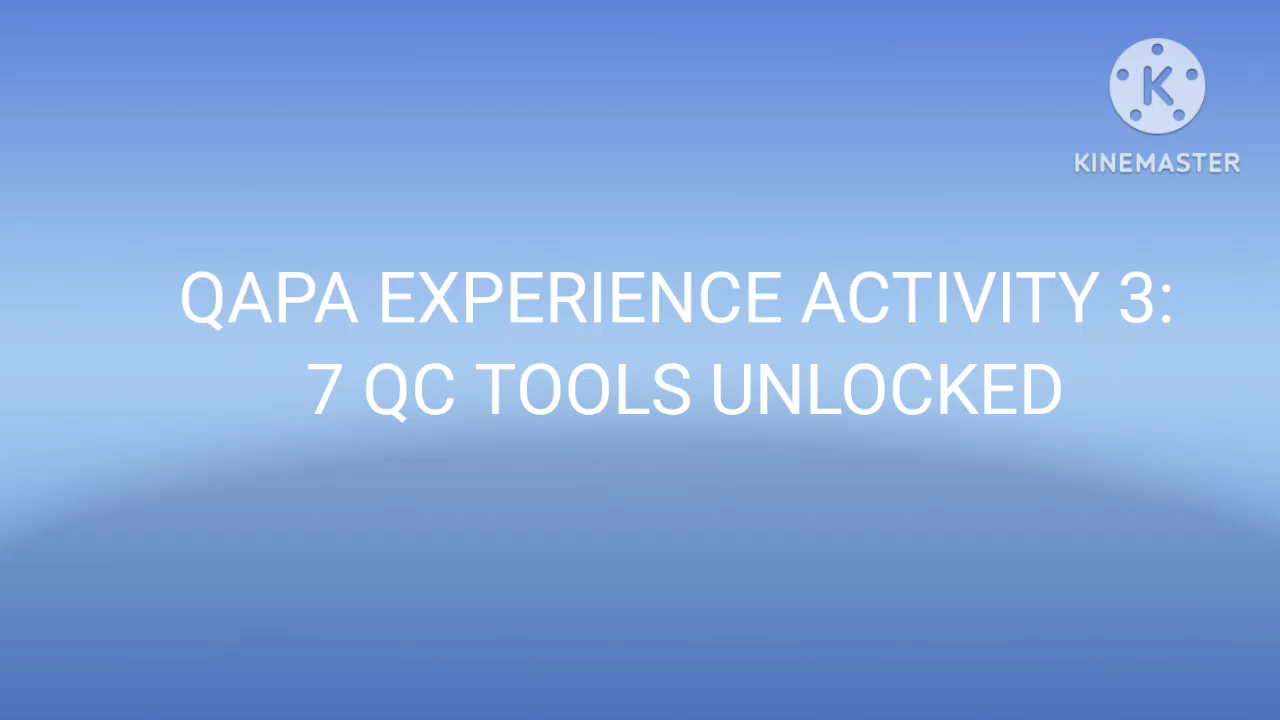 K
KINEMASTER
QAPA EXPERIENCE ACTIVITY 3:
7 QC TOOLS UNLOCKED